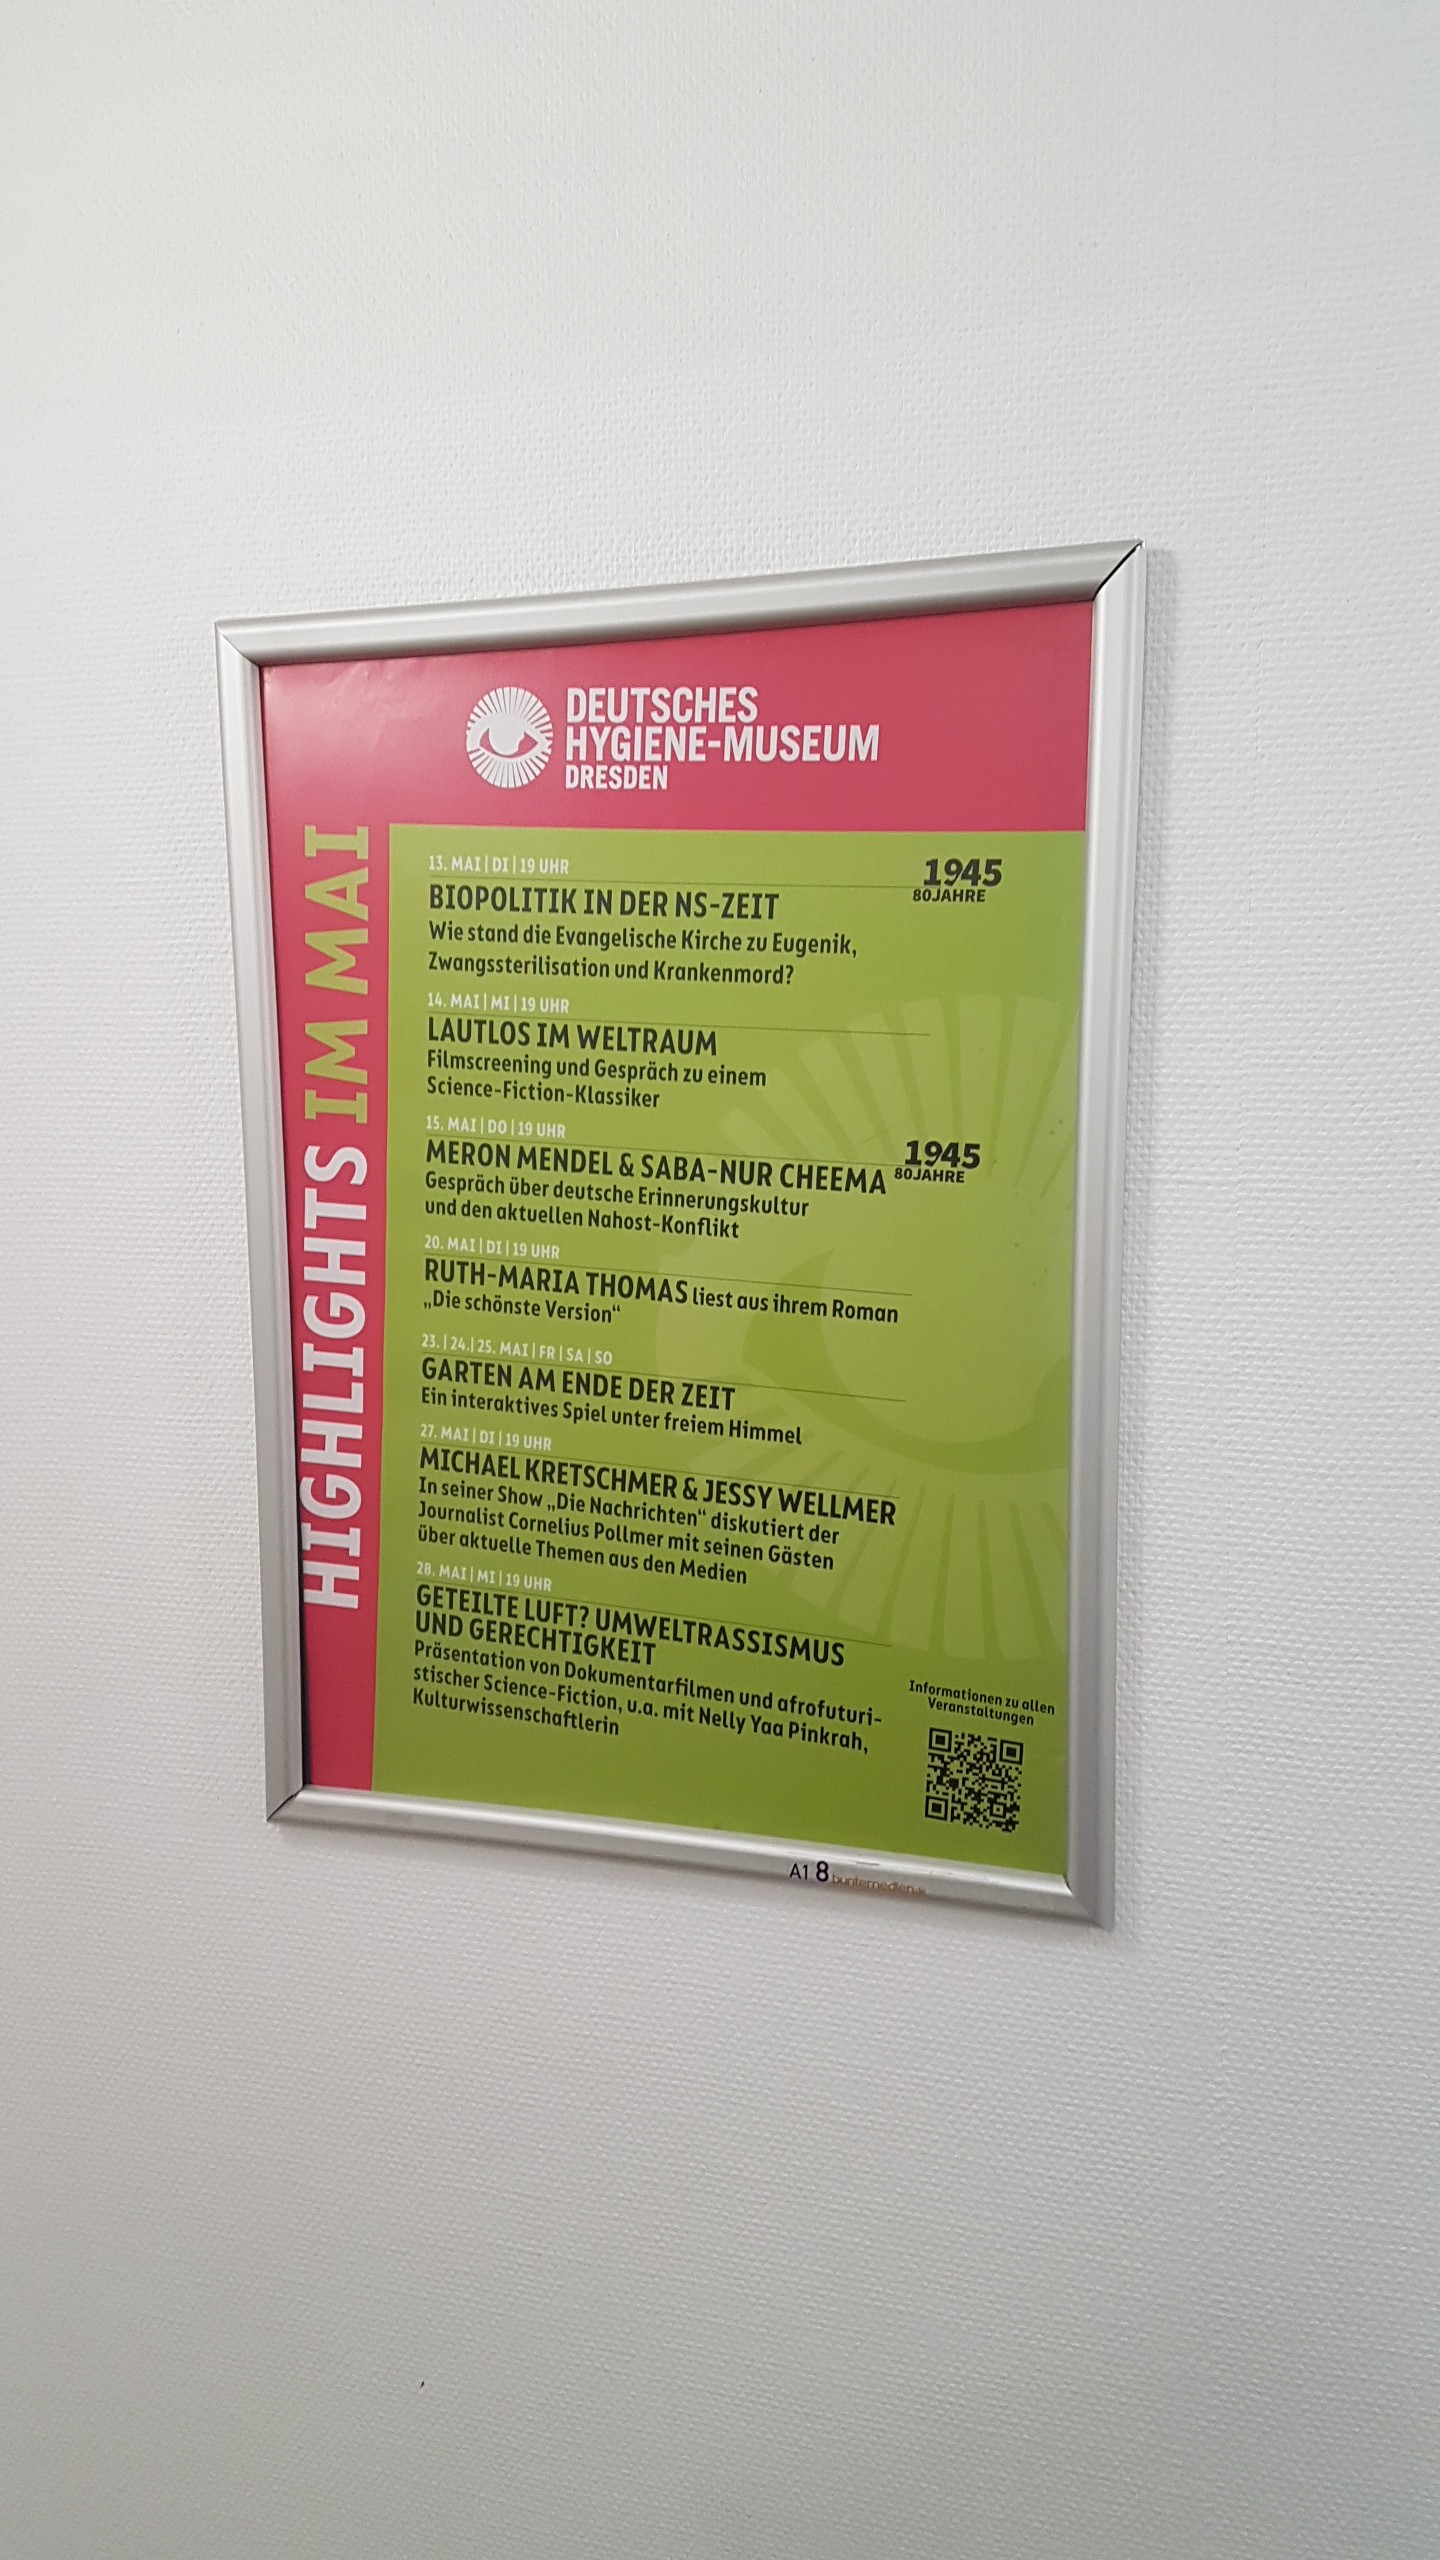 DEUTSCHES
HYGIENE-MUSEUM
DRESDEN
HIGHLIGHTS IM MAI
13. MAI | DI | 19 UHR
BIOPOLITIK IN DER NS-ZEIT
Wie stand die Evangelische Kirche zu Eugenik,
Zwangssterilisation und Krankenmord?
1945
80JAHRE
14. MAI | MI | 19 UHR
LAUTLOS IM WELTRAUM
Filmscreening und Gespräch zu einem
Science-Fiction-Klassiker
15. MAI | DO | 19 UHR
MERON MENDEL & SABA-NUR CHEEMA
Gespräch über deutsche Erinnerungskultur
und den aktuellen Nahost-Konflikt
1945
80JAHRE
20. MAI | DI | 19 UHR
RUTH-MARIA THOMAS liest aus ihrem Roman
„Die schönste Version“
23. | 24. | 25. MAI | FR | SA | SO
GARTEN AM ENDE DER ZEIT
Ein interaktives Spiel unter freiem Himmel
27. MAI | DI | 19 UHR
MICHAEL KRETSCHMER & JESSY WELLMER
In seiner Show „Die Nachrichten“ diskutiert der
Journalist Cornelius Pollmer mit seinen Gästen
über aktuelle Themen aus den Medien
28. MAI | MI | 19 UHR
GETEILTE LUFT? UMWELTRASSISMUS
UND GERECHTIGKEIT
Präsentation von Dokumentarfilmen und afrofuturi-
stischer Science-Fiction, u.a. mit Nelly Yaa Pinkrah,
Kulturwissenschaftlerin
Informationen zu allen
Veranstaltungen
A1 8 buntemedien.de